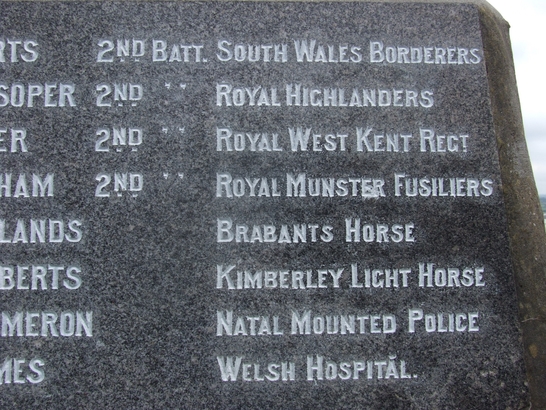 RTS 2ND BATT. SOUTH WALES BORDERERS
SOPER 2ND " " ROYAL HIGHLANDERS
ER 2ND " " ROYAL WEST KENT REGT
HAM 2ND " " ROYAL MUNSTER FUSILIERS
LANDS BRABANTS HORSE
BERTS KIMBERLEY LIGHT HORSE
MERON NATAL MOUNTED POLICE
MES WELSH HOSPITAL.